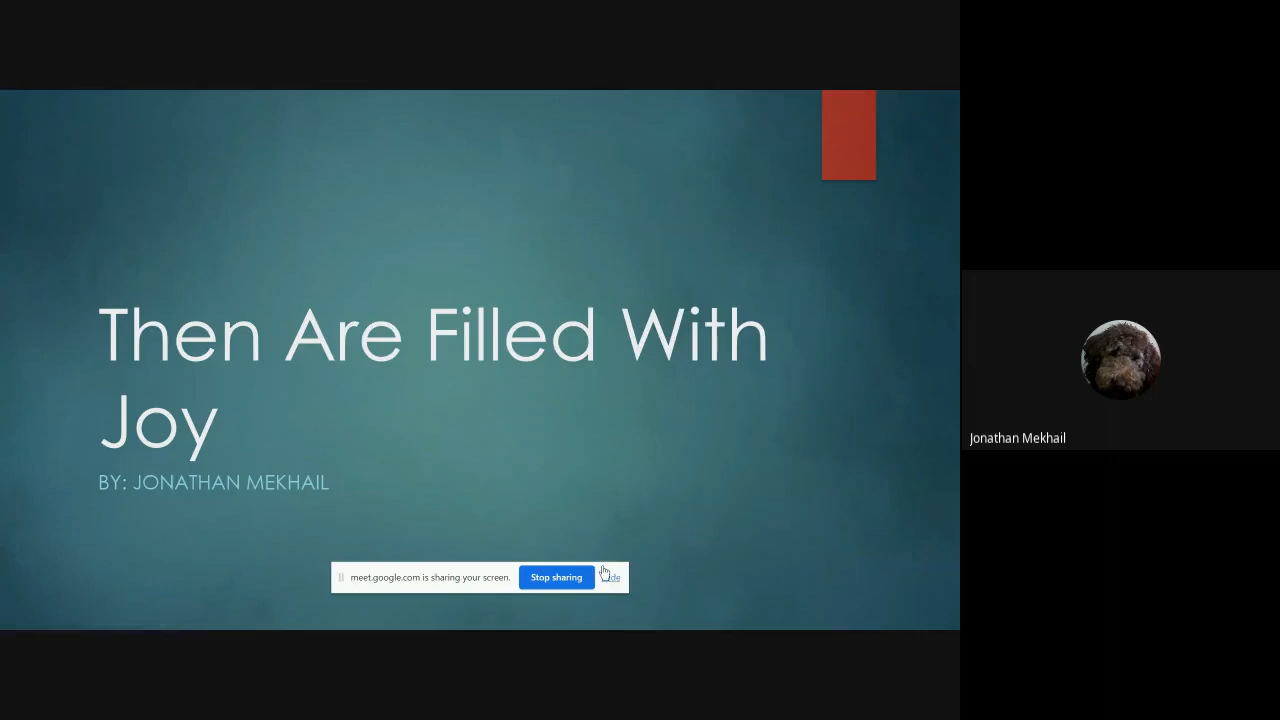 Then Are Filled With
Joy
BY: JONATHAN MEKHAIL
meet.google.com is sharing your screen.
Stop sharing
Jonathan Mekhail